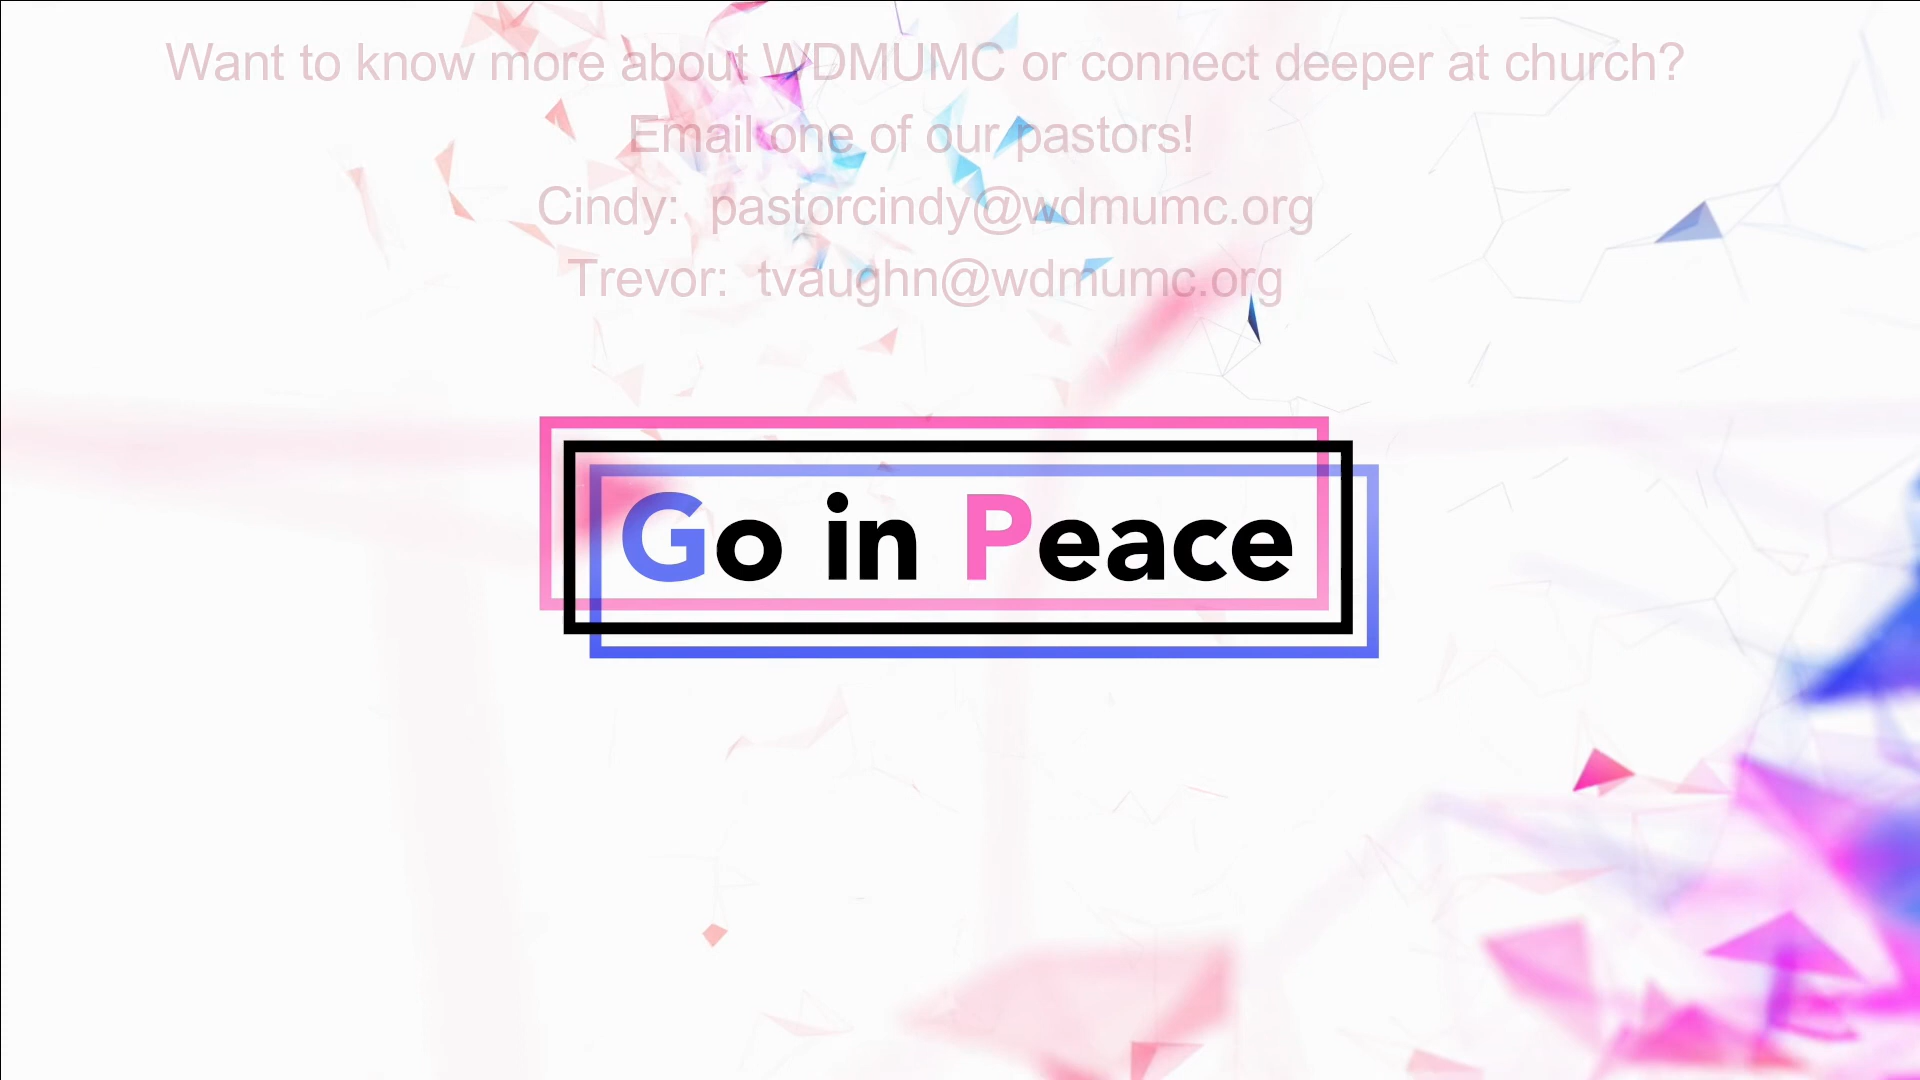 Want to know more about WDMUMC or connect deeper at church?
Email one of our pastors!
Cindy:  pastorcindy@wdmumc.org
Trevor:  tvaughn@wdmumc.org
Go in Peace